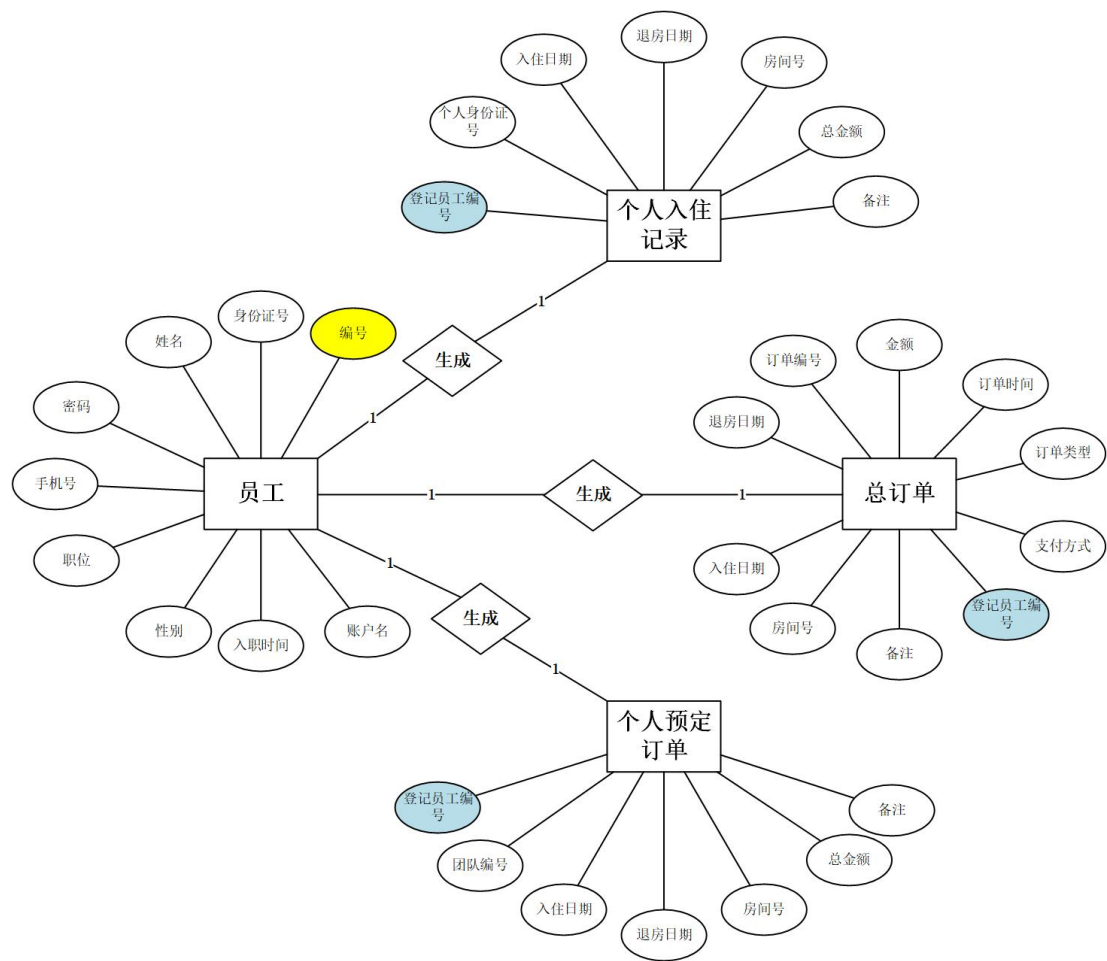 退房日期
入住日期
房间号
个人身份证
号
总金额
登记员工编
号
备注
个人入住
记录
1
身份证号
编号
姓名
生成
金额
订单编号
订单时间
密码
1
退房日期
订单类型
手机号
员工
1
生成
1
总订单
职位
1
入住日期
支付方式
性别
入职时间
账户名
生成
房间号
备注
登记员工编
号
1
个人预定
订单
登记员工编
号
备注
团队编号
总金额
入住日期
退房日期
房间号